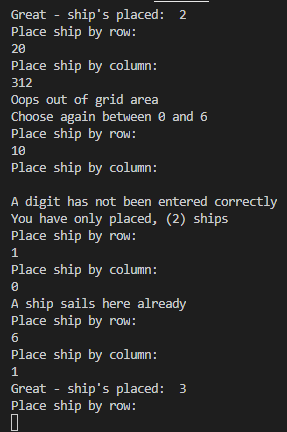 Great - ship's placed:  2
Place ship by row:
20
Place ship by column:
312
Oops out of grid area
Choose again between 0 and 6
Place ship by row:
10
Place ship by column:

A digit has not been entered correctly
You have only placed, (2) ships
Place ship by row:
1
Place ship by column:
0
A ship sails here already
Place ship by row:
6
Place ship by column:
1
Great - ship's placed:  3
Place ship by row: